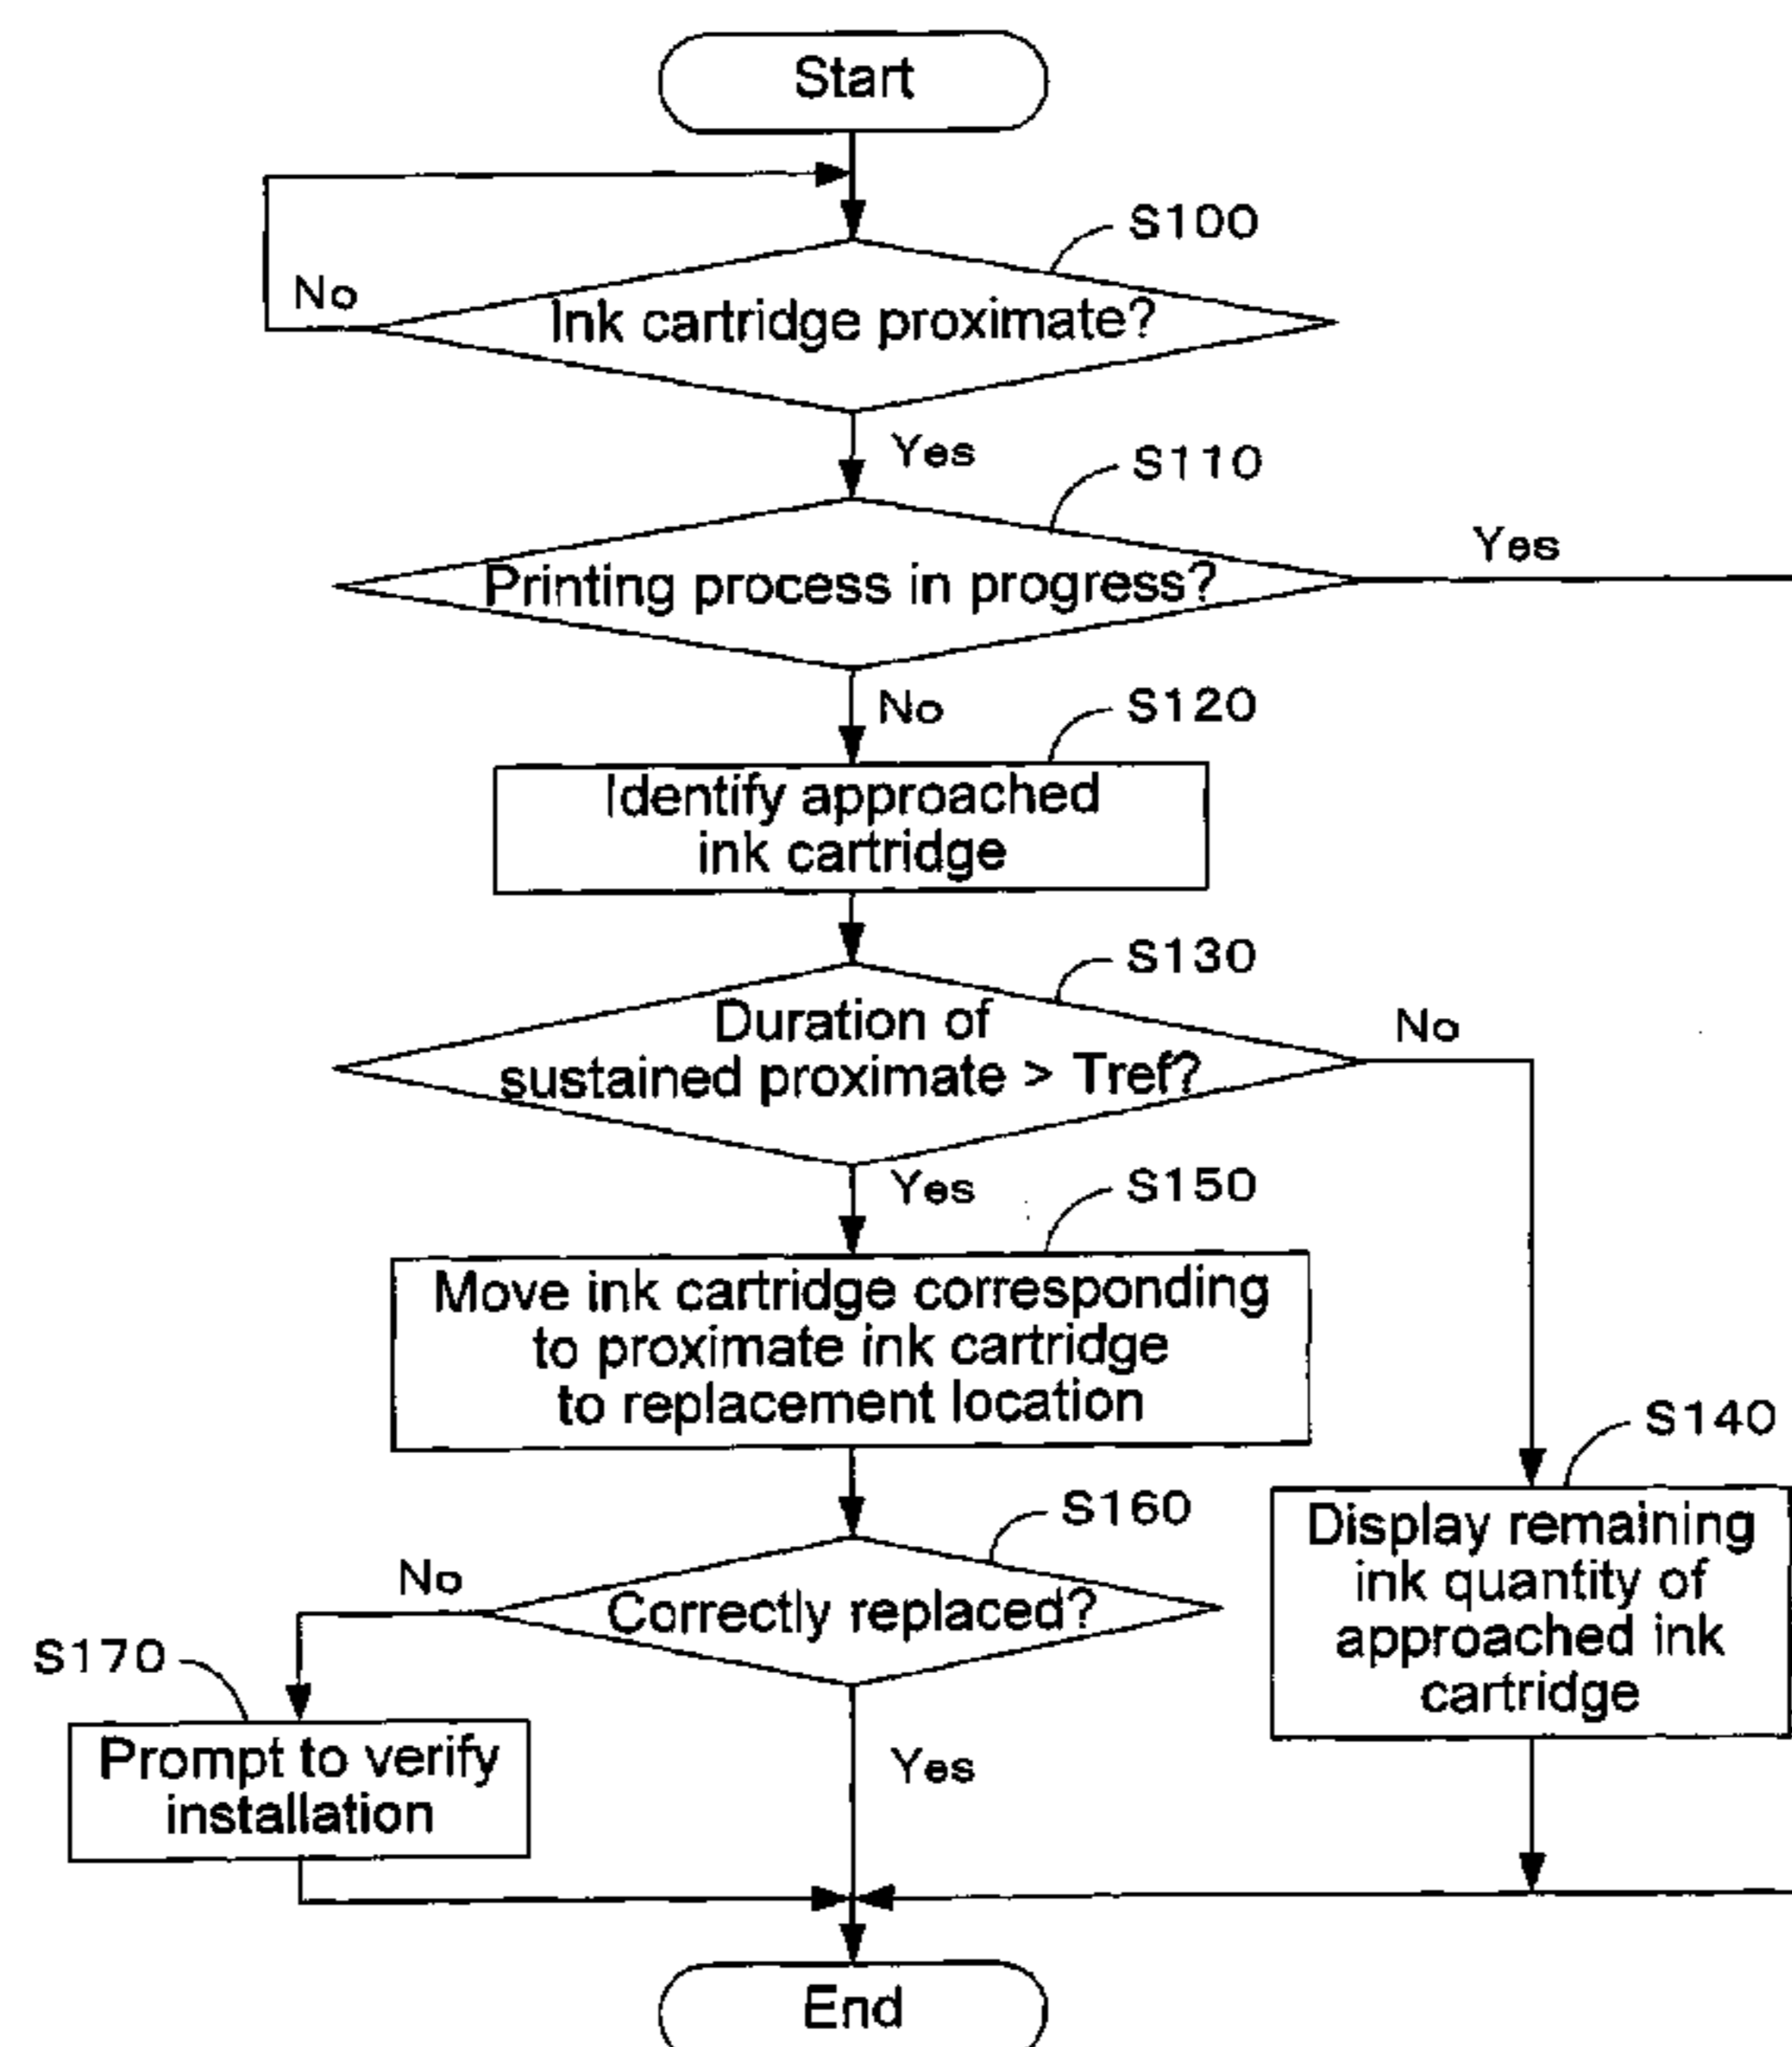 Start
S100
No
Ink cartridge proximate?
Yes
S110
Yes
Printing process in progress?
No
S120
Identify approached
ink cartridge
S130
No
Duration of
sustained proximate > Tref?
Yes
S150
Move ink cartridge corresponding
to proximate ink cartridge
to replacement location
S140
Display remaining
ink quantity of
approached ink
cartridge
S160
No
Correctly replaced?
S170
Prompt to verify
installation
Yes
End